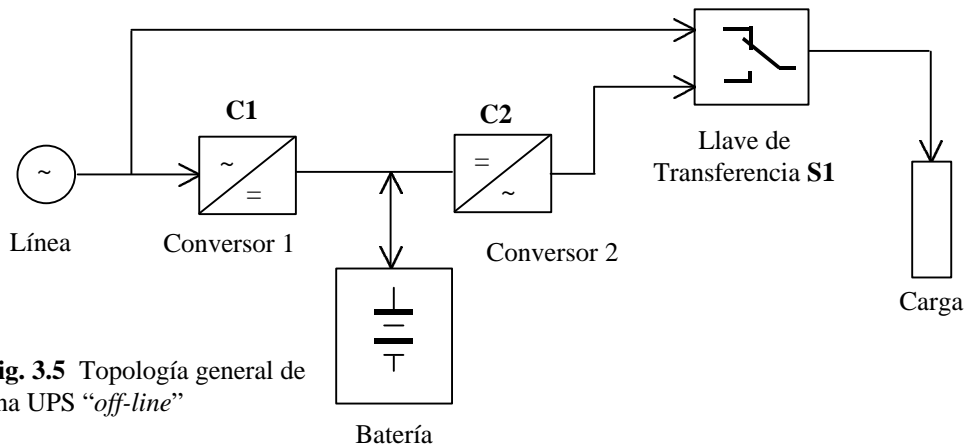 C1
C2
~
=
=
~
~
Línea
Conversor 1
Conversor 2
Llave de
Transferencia S1
Carga
ig. 3.5 Topología general de
na UPS “off-line”
Batería